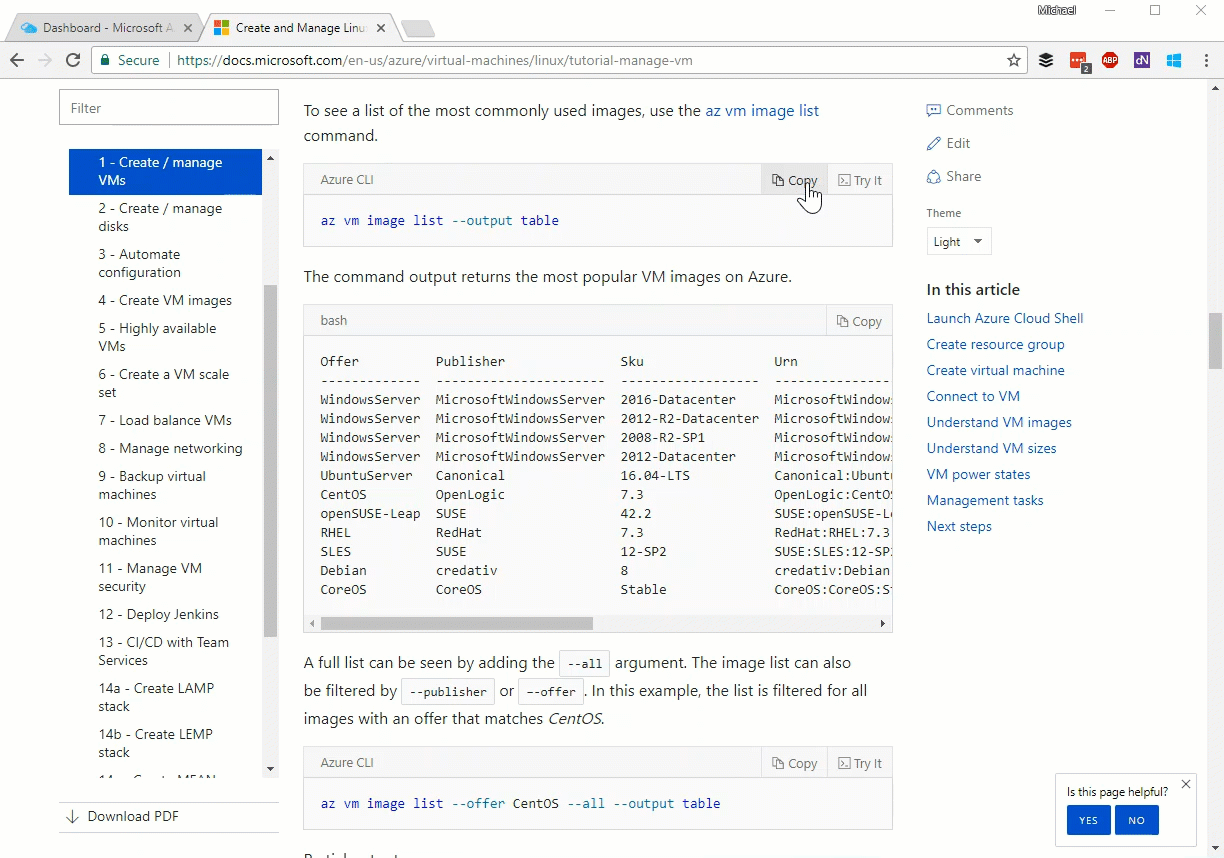 Michael
Dashboard - Microsoft A
Create and Manage Linu
Secure
https://docs.microsoft.com/en-us/azure/virtual-machines/linux/tutorial-manage-vm
2
ABP
dN
Filter
1 - Create / manage
VMs
2 - Create / manage
disks
3 - Automate
configuration
4 - Create VM images
5 - Highly available
VMs
6 - Create a VM scale
set
7 - Load balance VMs
8 - Manage networking
9 - Backup virtual
machines
10 - Monitor virtual
machines
11 - Manage VM
security
12 - Deploy Jenkins
13 - CI/CD with Team
Services
14a - Create LAMP
stack
14b - Create LEMP
stack
Download PDF
To see a list of the most commonly used images, use the az vm image list
command.
Azure CLI
Copy
Try It
az vm image list --output table
The command output returns the most popular VM images on Azure.
bash
Copy
Offer Publisher Sku Urn
------------- ---------------------- ------------------ ---------------
WindowsServer MicrosoftWindowsServer 2016-Datacenter MicrosoftWindow
WindowsServer MicrosoftWindowsServer 2012-R2-Datacenter MicrosoftWindow
WindowsServer MicrosoftWindowsServer 2008-R2-SP1 MicrosoftWindow
WindowsServer MicrosoftWindowsServer 2012-Datacenter MicrosoftWindow
UbuntuServer Canonical 16.04-LTS Canonical:Ubunt
CentOS OpenLogic 7.3 OpenLogic:CentO
openSUSE-Leap SUSE 42.2 SUSE:openSUSE-L
RHEL RedHat 7.3 RedHat:RHEL:7.3
SLES SUSE 12-SP2 SUSE:SLES:12-SP
Debian credativ 8 credativ:Debian
CoreOS CoreOS Stable CoreOS:CoreOS:S
A full list can be seen by adding the --all argument. The image list can also
be filtered by --publisher or --offer. In this example, the list is filtered for all
images with an offer that matches CentOS.
Azure CLI
Copy
Try It
az vm image list --offer CentOS --all --output table
Comments
Edit
Share
Theme
Light
In this article
Launch Azure Cloud Shell
Create resource group
Create virtual machine
Connect to VM
Understand VM images
Understand VM sizes
VM power states
Management tasks
Next steps
Is this page helpful?
YES
NO